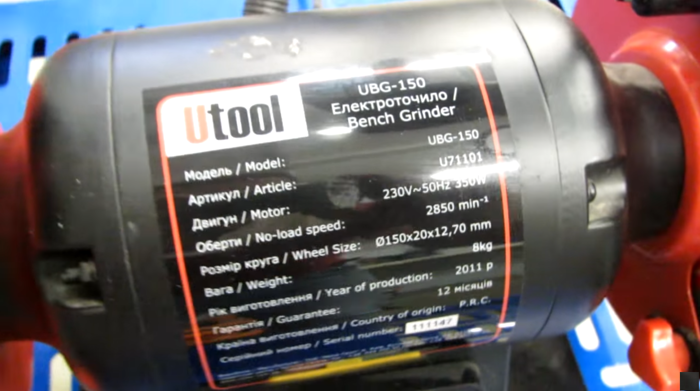 Utool
UBG-150
Електроточило /
Bench Grinder
Модель / Model: UBG-150
Артикул / Article: U71101
Двигун / Motor: 230V~50Hz 350W
Оберти / No-load speed: 2850 min⁻¹
Розмір круга / Wheel Size: Ø150x20x12,70 mm
Вага / Weight: 8kg
Рік виготовлення / Year of production: 2011 р
Гарантія / Guarantee: 12 місяців
Країна виготовлення / Country of origin: P.R.C.
Серійний номер / Serial number: 111147